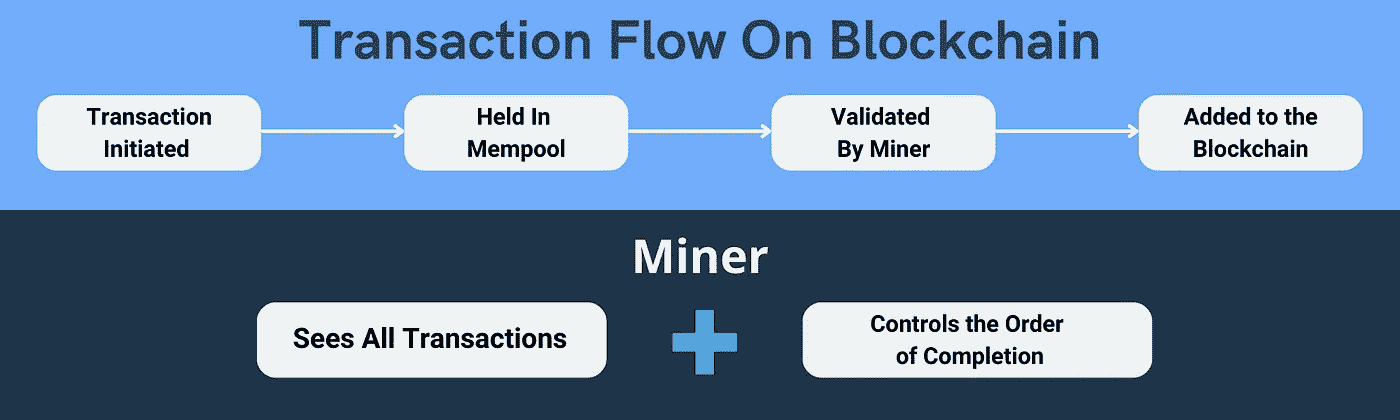 Transaction Flow On Blockchain
Transaction
Initiated
Held In
Mempool
Validated
By Miner
Added to the
Blockchain
Miner
Sees All Transactions
Controls the Order
of Completion